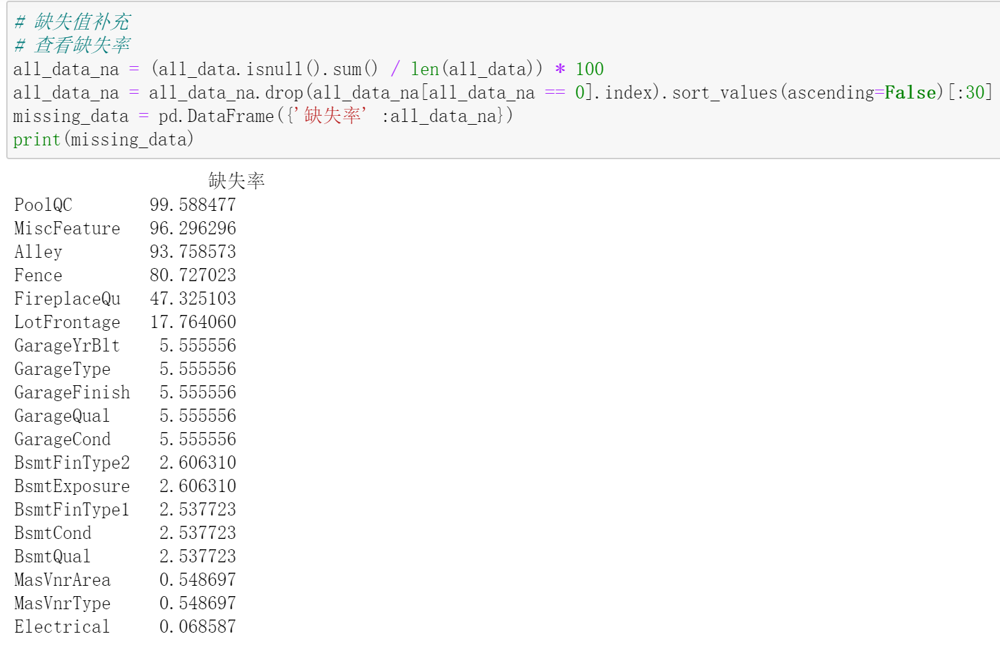 # 缺失值补充
# 查看缺失率
all_data_na = (all_data.isnull().sum() / len(all_data)) * 100
all_data_na = all_data_na.drop(all_data_na[all_data_na == 0].index).sort_values(ascending=False)[:30]
missing_data = pd.DataFrame({'缺失率' :all_data_na})
print(missing_data)
缺失率
PoolQC 99.588477
MiscFeature 96.296296
Alley 93.758573
Fence 80.727023
FireplaceQu 47.325103
LotFrontage 17.764060
GarageYrBlt 5.555556
GarageType 5.555556
GarageFinish 5.555556
GarageQual 5.555556
GarageCond 5.555556
BsmtFinType2 2.606310
BsmtExposure 2.606310
BsmtFinType1 2.537723
BsmtCond 2.537723
BsmtQual 2.537723
MasVnrArea 0.548697
MasVnrType 0.548697
Electrical 0.068587